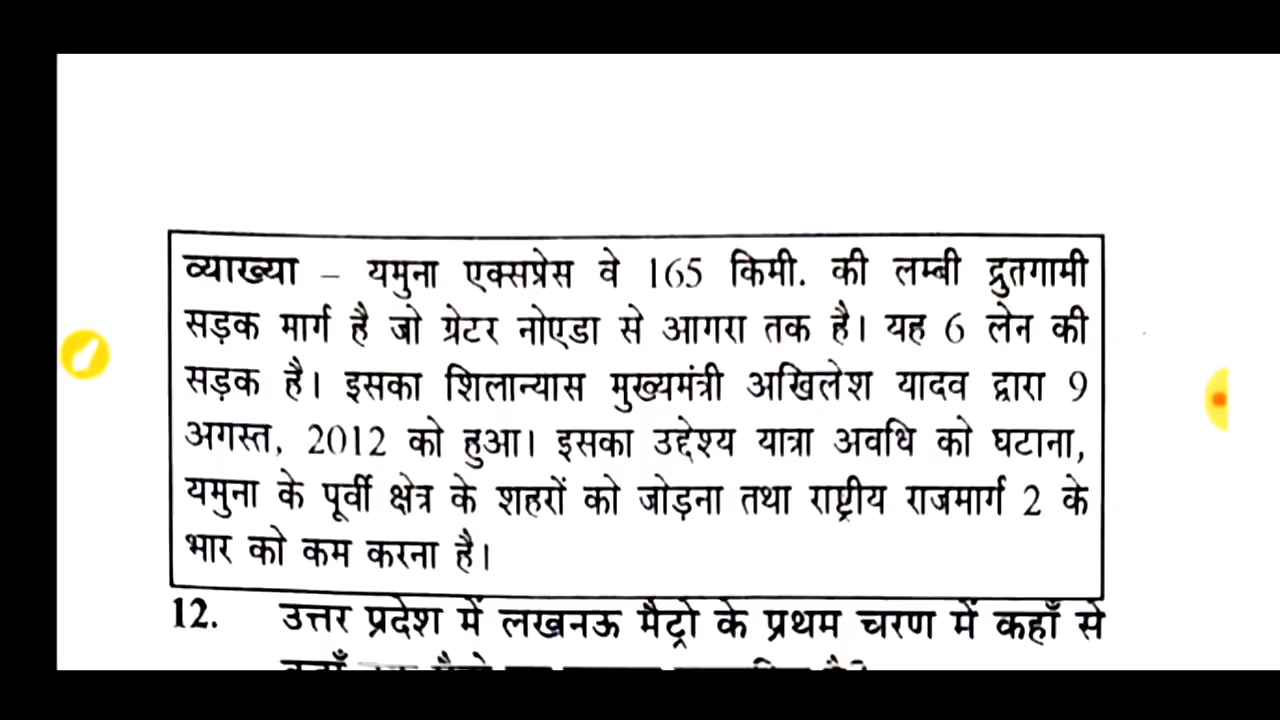 व्याख्या – यमुना एक्सप्रेस वे 165 किमी. की लम्बी द्रुतगामी
सड़क मार्ग है जो ग्रेटर नोएडा से आगरा तक है। यह 6 लेन की
सड़क है। इसका शिलान्यास मुख्यमंत्री अखिलेश यादव द्वारा 9
अगस्त, 2012 को हुआ। इसका उद्देश्य यात्रा अवधि को घटाना,
यमुना के पूर्वी क्षेत्र के शहरों को जोड़ना तथा राष्ट्रीय राजमार्ग 2 के
भार को कम करना है।
12. उत्तर प्रदेश में लखनऊ मैट्रो के प्रथम चरण में कहाँ से